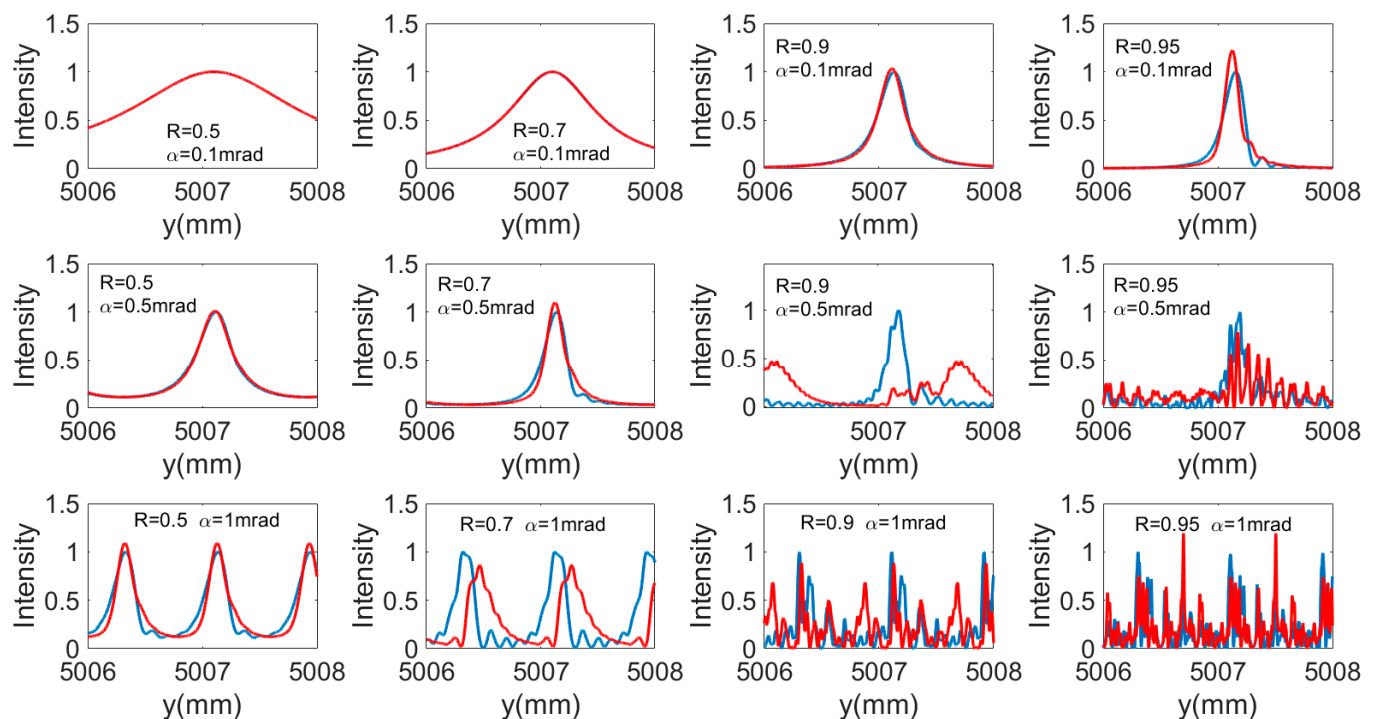 1.5
1
0.5
0
Intensity
R=0.5
α=0.1mrad
5006 5007 5008
y(mm)
1.5
1
0.5
0
Intensity
R=0.7
α=0.1mrad
5006 5007 5008
y(mm)
1.5
1
0.5
0
Intensity
R=0.9
α=0.1mrad
5006 5007 5008
y(mm)
1.5
1
0.5
0
Intensity
R=0.95
α=0.1mrad
5006 5007 5008
y(mm)
1.5
1
0.5
0
Intensity
R=0.5
α=0.5mrad
5006 5007 5008
y(mm)
1.5
1
0.5
0
Intensity
R=0.7
α=0.5mrad
5006 5007 5008
y(mm)
1
0.5
0
Intensity
R=0.9
α=0.5mrad
5007 5008
y(mm)
1.5
1
0.5
0
Intensity
R=0.95
α=0.5mrad
5006 5007 5008
y(mm)
1.5
1
0.5
0
Intensity
R=0.5 α=1mrad
5006 5007 5008
y(mm)
1.5
1
0.5
0
Intensity
R=0.7 α=1mrad
5006 5007 5008
y(mm)
1.5
1
0.5
0
Intensity
R=0.9 α=1mrad
5006 5007 5008
y(mm)
1.5
1
0.5
0
Intensity
R=0.95 α=1mrad
5006 5007 5008
y(mm)